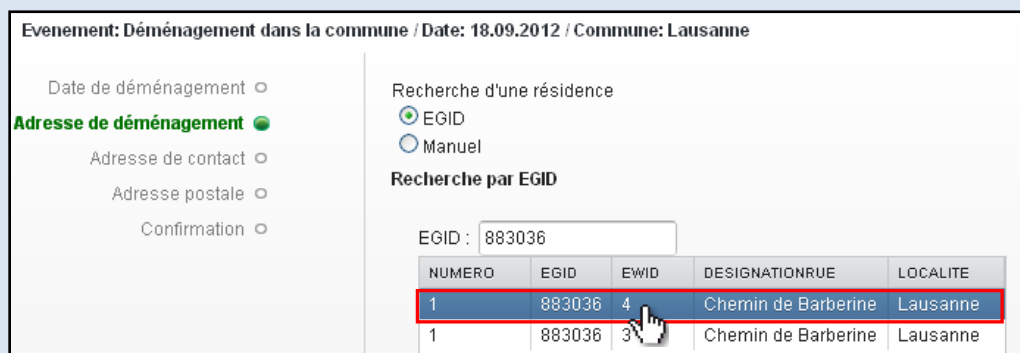 Evenement: Déménagement dans la commune / Date: 18.09.2012 / Commune: Lausanne
Date de déménagement
Adresse de déménagement
Adresse de contact
Adresse postale
Confirmation
Recherche d'une résidence
EGID
Manuel
Recherche par EGID
EGID : 883036
NUMERO EGID EWID DESIGNATIONRUE LOCALITE
1 883036 4 Chemin de Barberine Lausanne
1 883036 3 Chemin de Barberine Lausanne